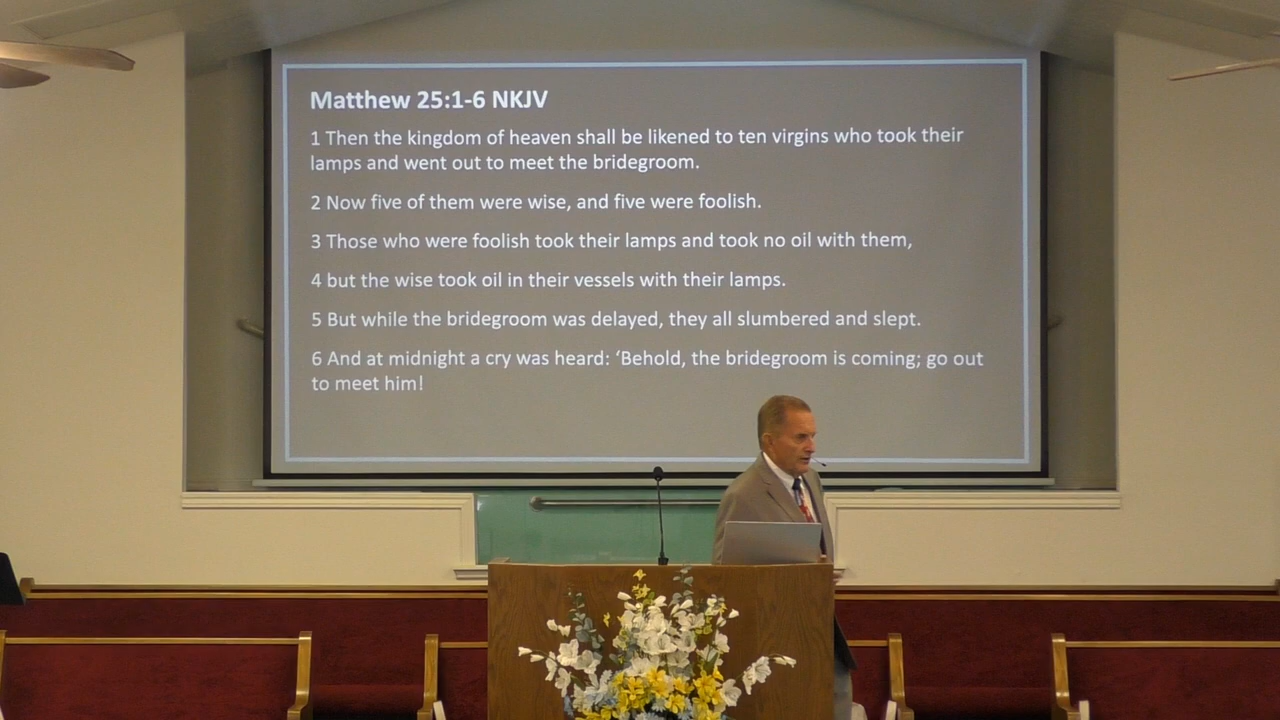 Matthew 25:1-6 NKJV
1 Then the kingdom of heaven shall be likened to ten virgins who took their
lamps and went out to meet the bridegroom.
2 Now five of them were wise, and five were foolish.
3 Those who were foolish took their lamps and took no oil with them,
4 but the wise took oil in their vessels with their lamps.
5 But while the bridegroom was delayed, they all slumbered and slept.
6 And at midnight a cry was heard: ‘Behold, the bridegroom is coming; go out
to meet him!